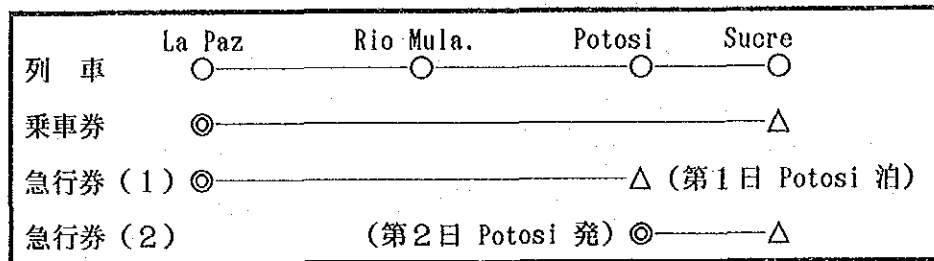 La Paz Rio Mula. Potosi Sucre
列 車 ○ ○ ○ ○
乗車券 ◎ △
急行券(1) ◎ △ (第1日 Potosi 泊)
急行券(2) (第2日 Potosi 発) ◎ △